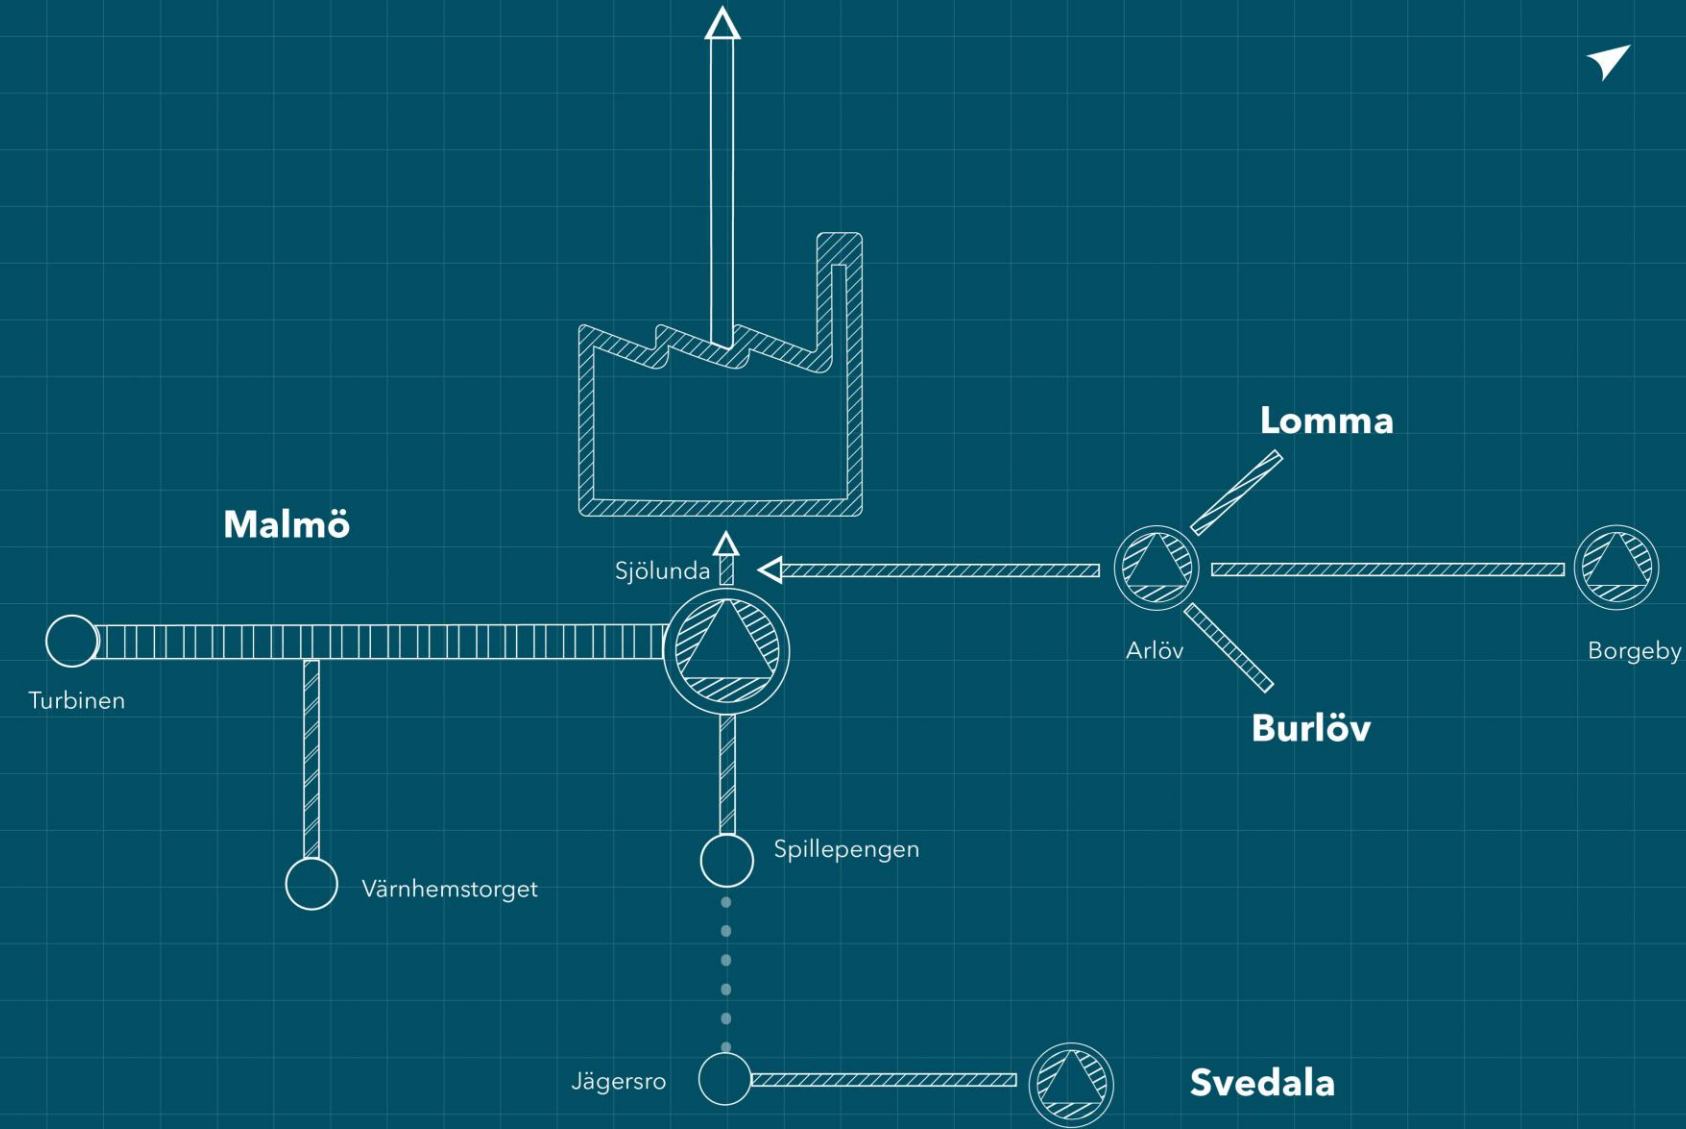 Lomma
Malmö
Sjölunda
Arlöv
Borgeby
Turbinen
Burlöv
Spillepengen
Värnhemstorget
Jägersro
Svedala